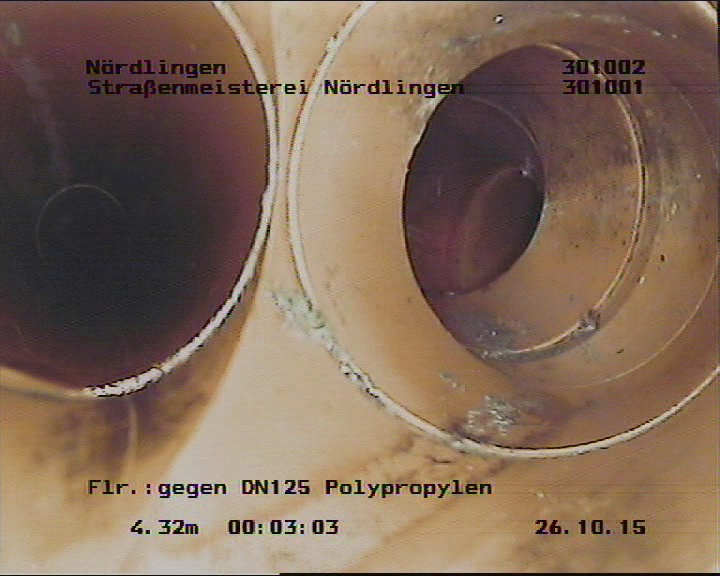 Nördlingen 301002
Straßenmeisterei Nördlingen 301001
Flr.:gegen DN125 Polypropylen
4.32m 00:03:03 26.10.15